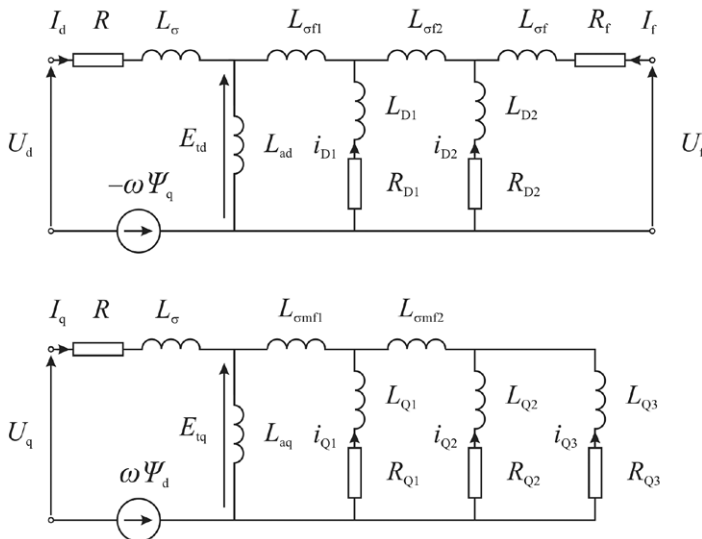 I_d R L_σ L_σf1 L_σf2 L_σf R_f I_f
L_D1 L_D2
U_d E_td L_ad i_D1 i_D2 U_f
R_D1 R_D2
−ωΨ_q
I_q R L_σ L_σmf1 L_σmf2
L_Q1 L_Q2 L_Q3
U_q E_tq L_aq i_Q1 i_Q2 i_Q3
R_Q1 R_Q2 R_Q3
ωΨ_d